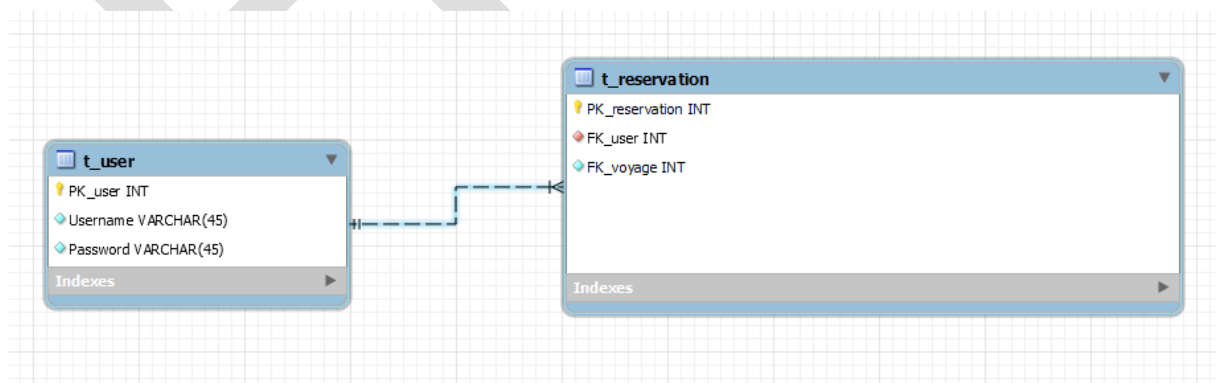 t_user
PK_user INT
Username VARCHAR(45)
Password VARCHAR(45)
Indexes
t_reservation
PK_reservation INT
FK_user INT
FK_voyage INT
Indexes